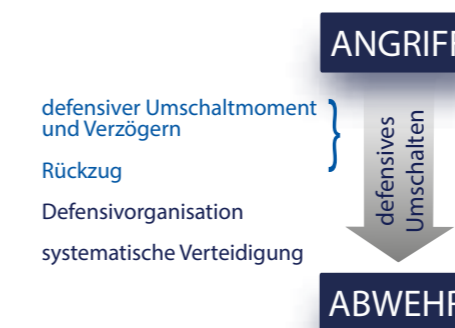 ANGRIFF
defensiver Umschaltmoment
und Verzögern
Rückzug
Defensivorganisation
systematische Verteidigung
defensives
Umschalten
ABWEHR